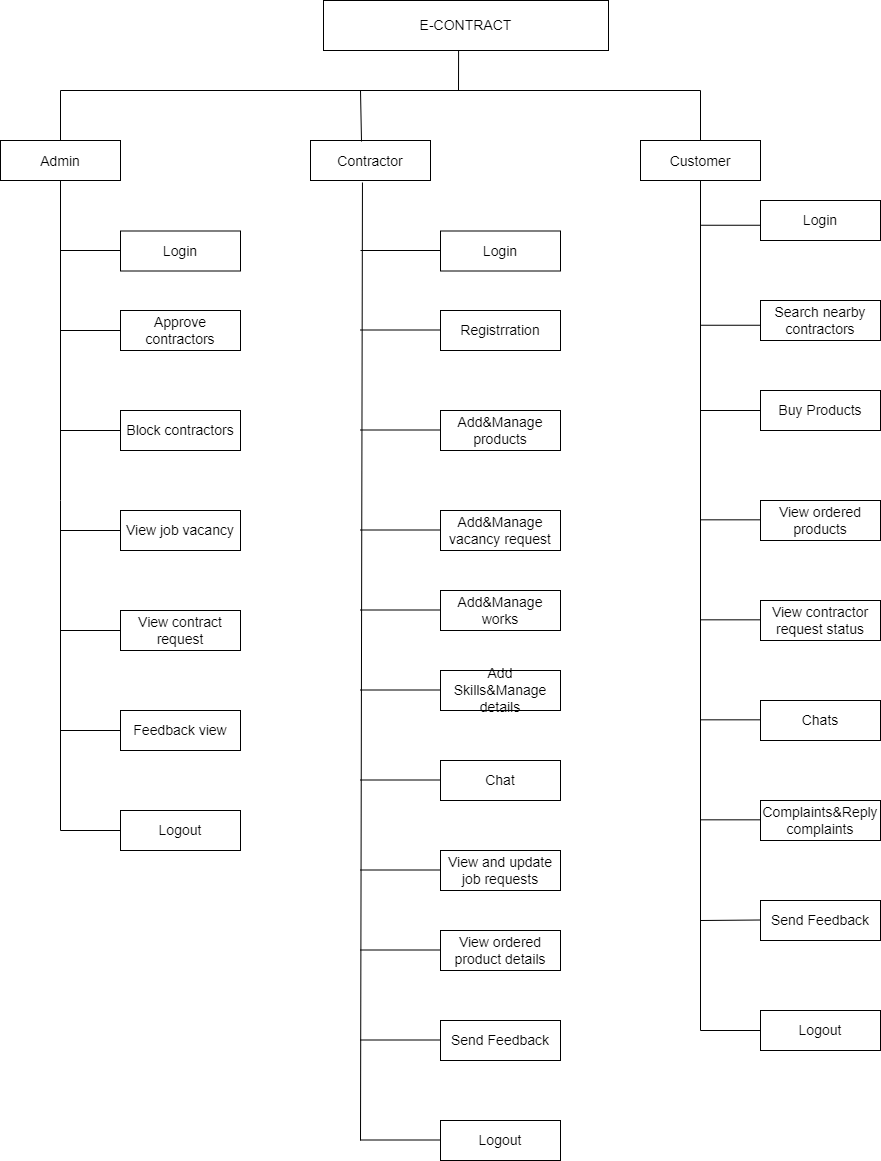 E-CONTRACT
Admin
Contractor
Customer
Login
Approve
contractors
Block contractors
View job vacancy
View contract
request
Feedback view
Logout
Login
Registrration
Add&Manage
products
Add&Manage
vacancy request
Add&Manage
works
Add
Skills&Manage
details
Chat
View and update
job requests
View ordered
product details
Send Feedback
Logout
Login
Search nearby
contractors
Buy Products
View ordered
products
View contractor
request status
Chats
Complaints&Reply
complaints
Send Feedback
Logout